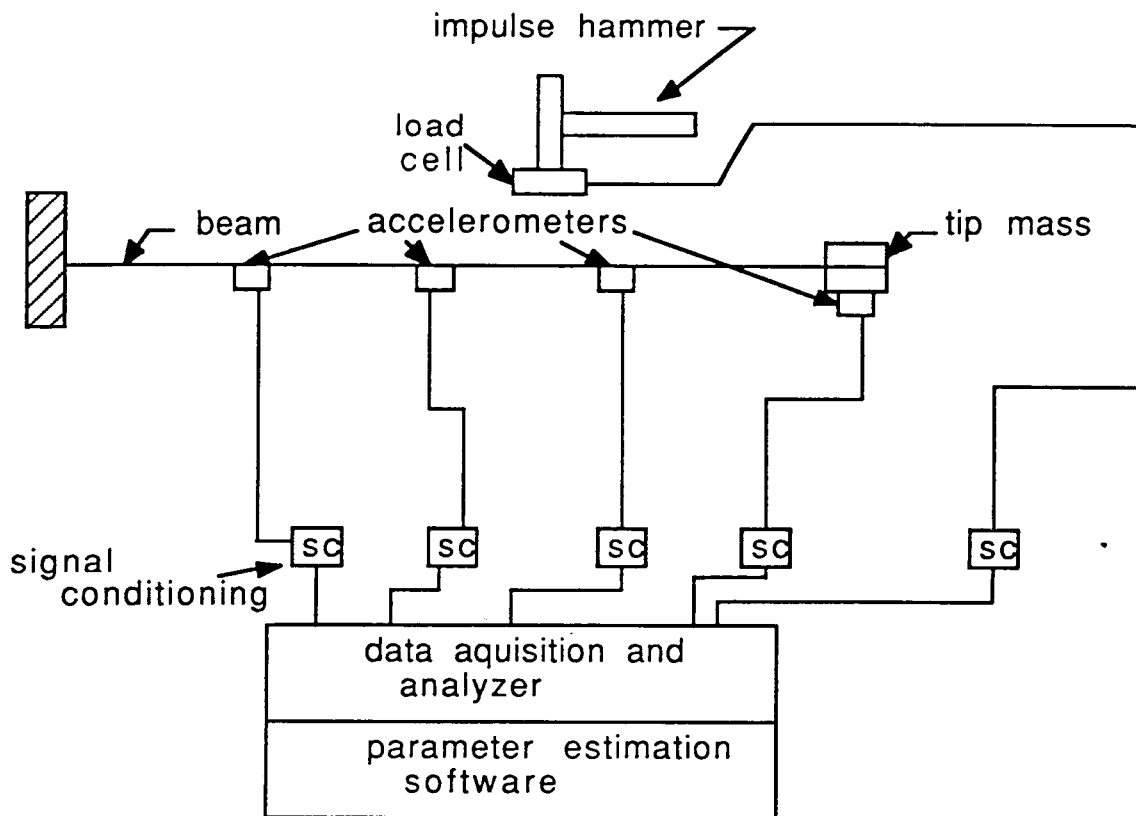 impulse hammer
load
cell
beam
accelerometers
tip mass
sc
sc
sc
sc
sc
signal
conditioning
data aquisition and
analyzer
parameter estimation
software